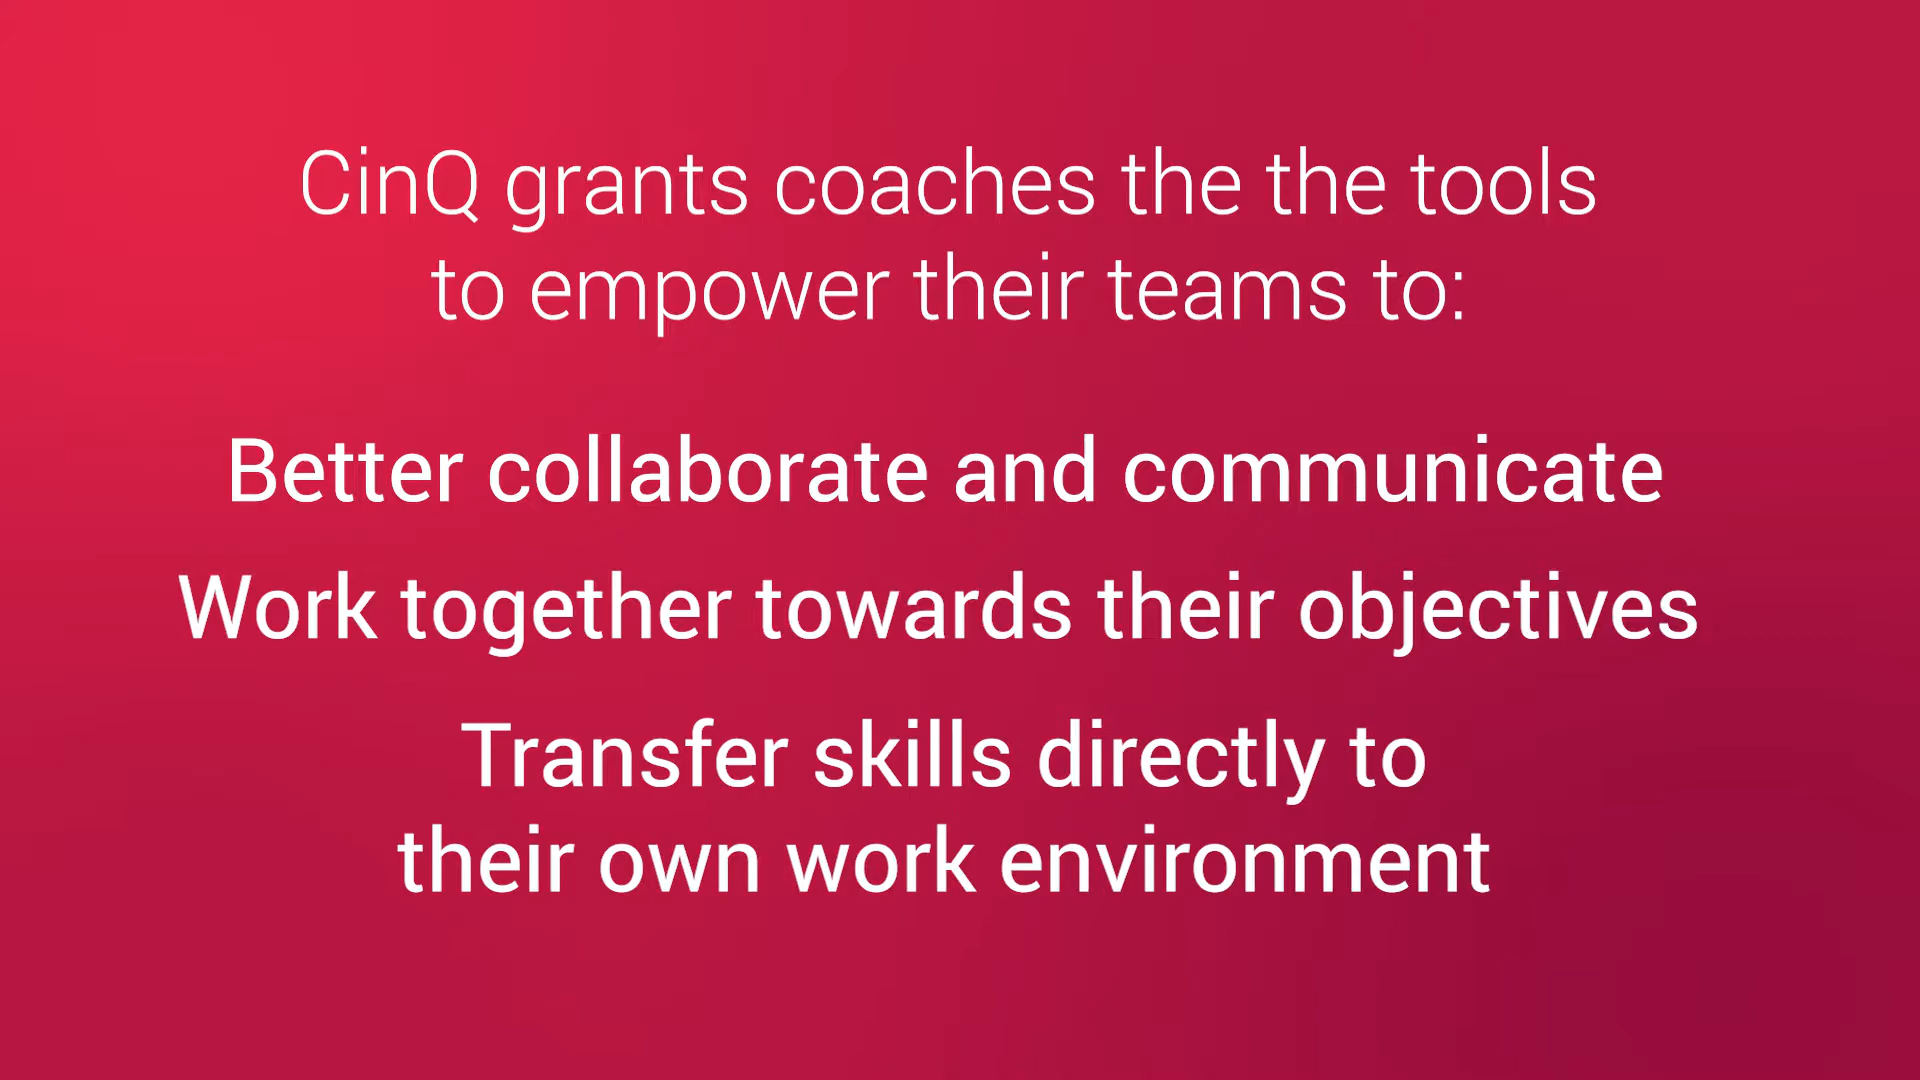 CinQ grants coaches the the tools
to empower their teams to:
Better collaborate and communicate
Work together towards their objectives
Transfer skills directly to
their own work environment